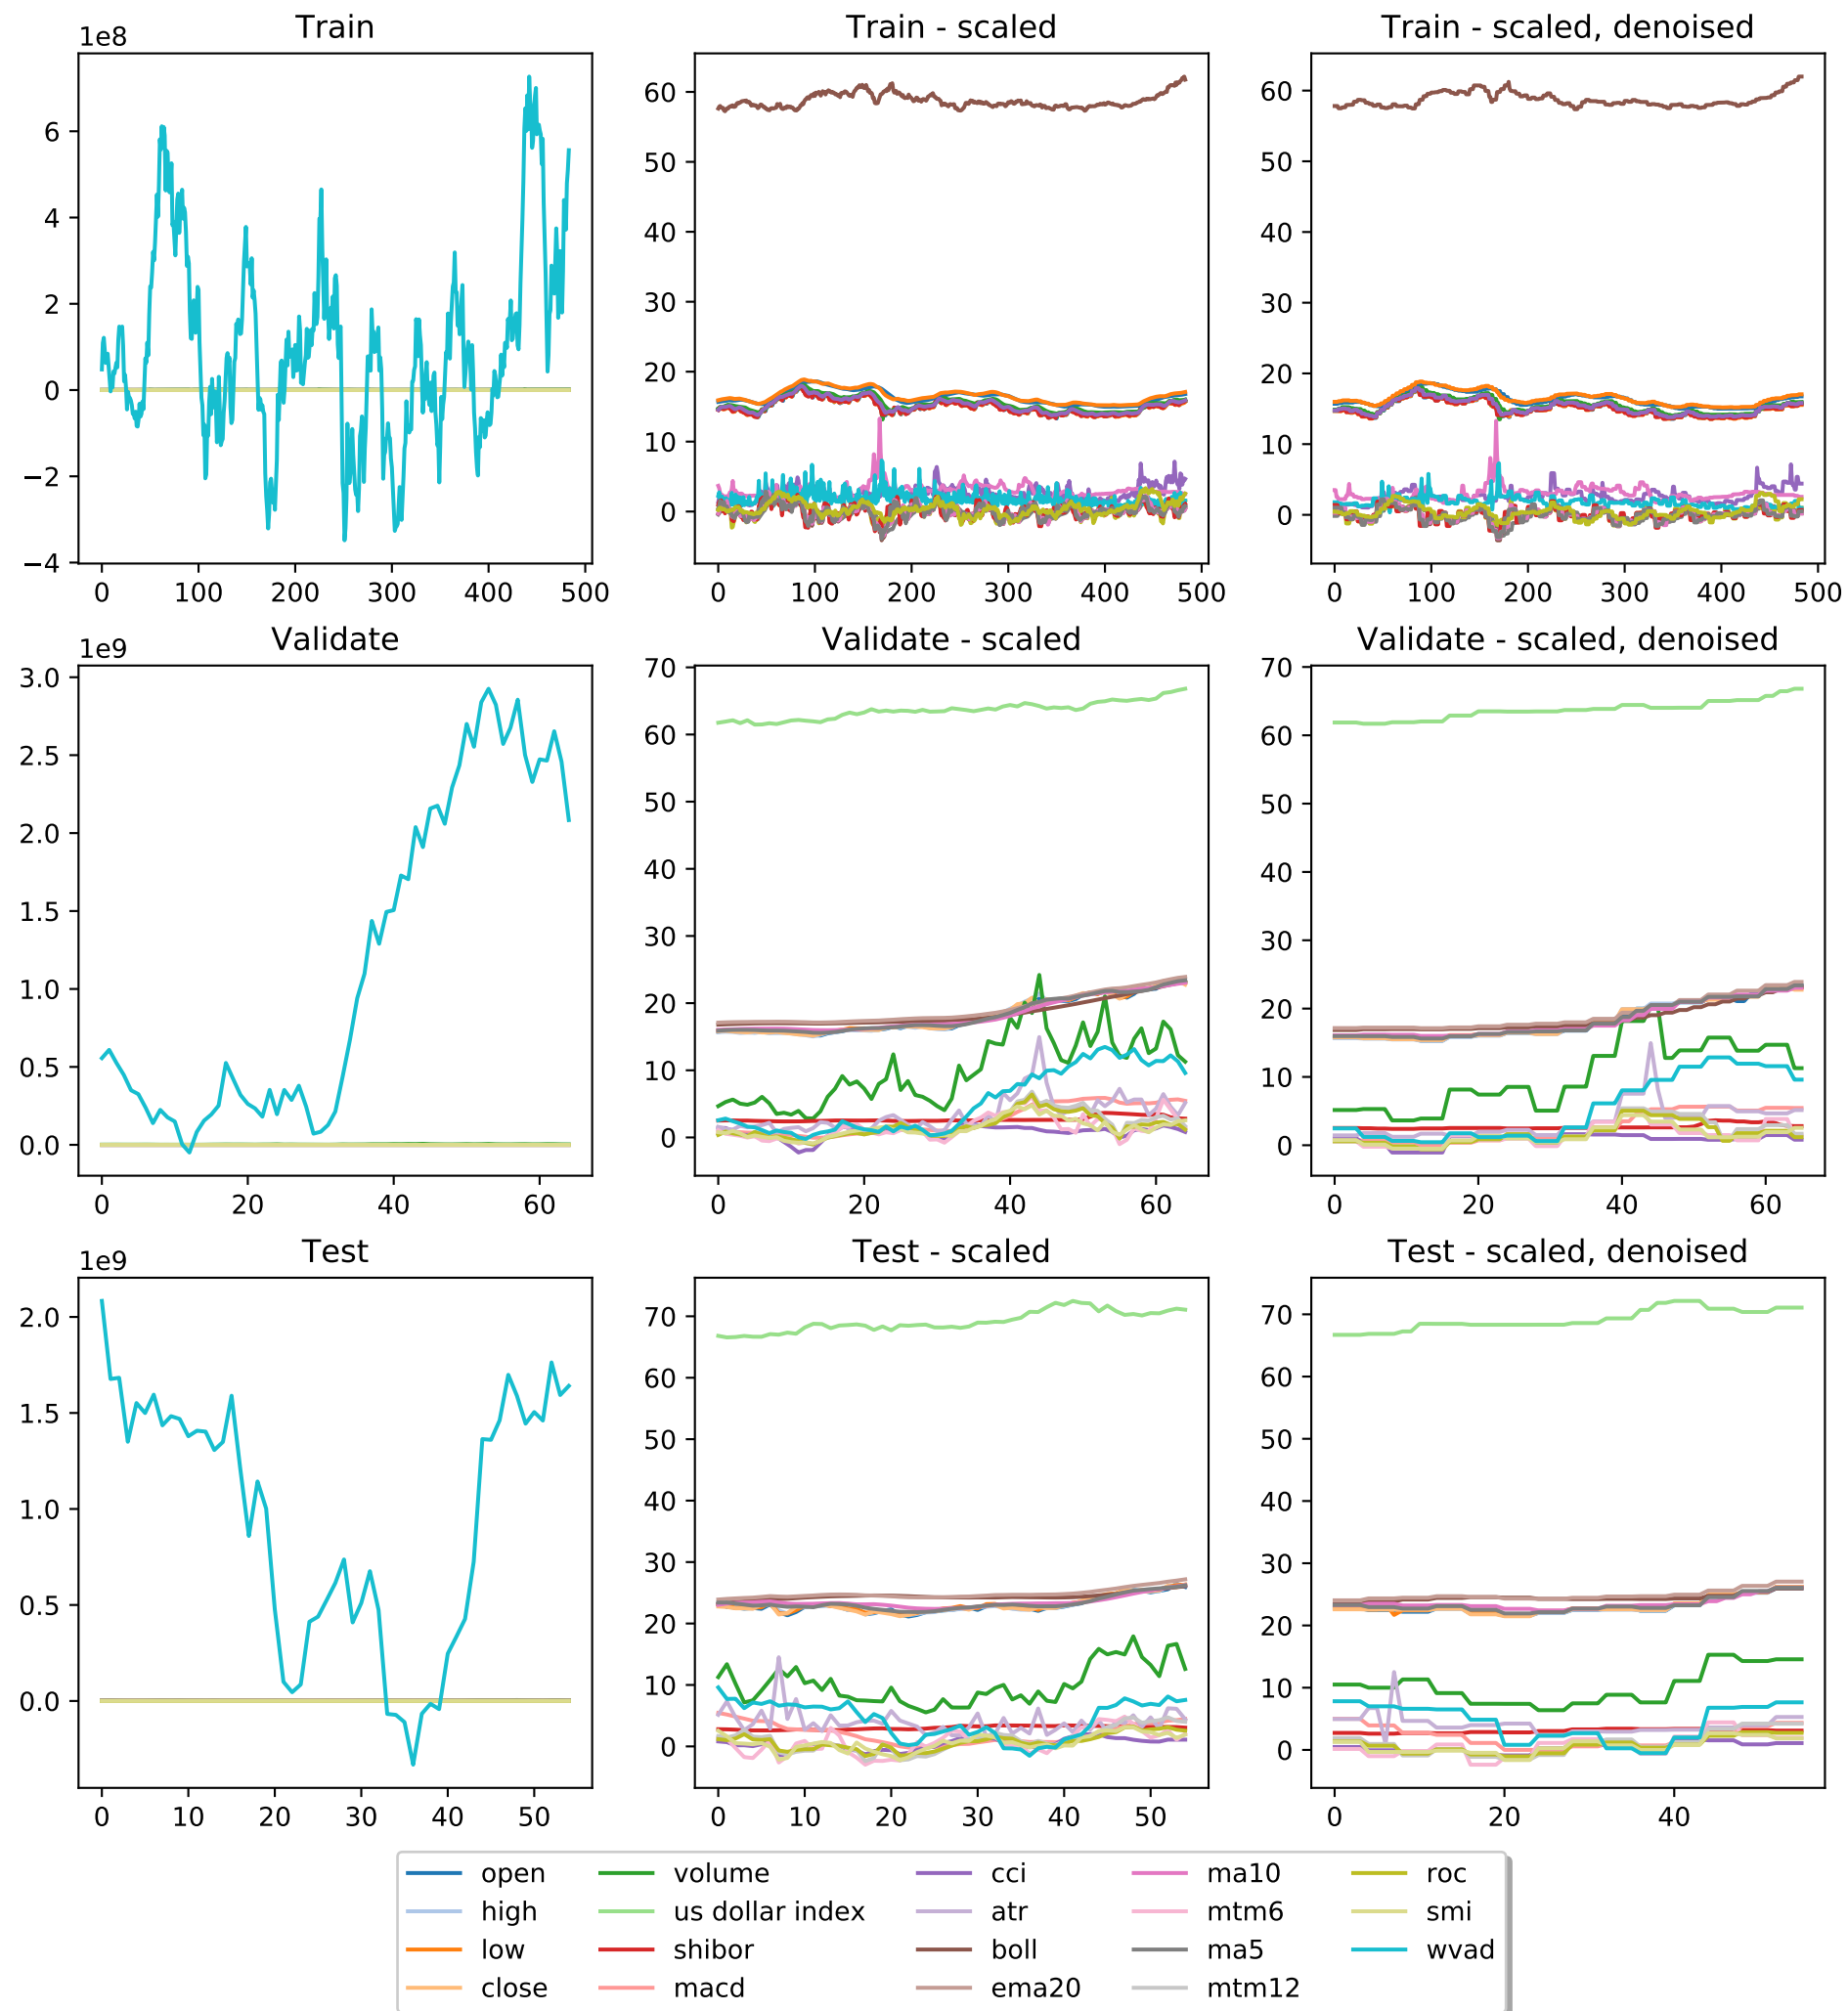 Train
Train - scaled
Train - scaled, denoised
1e8
6
4
2
0
−2
−4
0 100 200 300 400 500
60
50
40
30
20
10
0
0 100 200 300 400 500
60
50
40
30
20
10
0
0 100 200 300 400 500
Validate
Validate - scaled
Validate - scaled, denoised
1e9
3.0
2.5
2.0
1.5
1.0
0.5
0.0
0 20 40 60
70
60
50
40
30
20
10
0
0 20 40 60
70
60
50
40
30
20
10
0
0 20 40 60
Test
Test - scaled
Test - scaled, denoised
1e9
2.0
1.5
1.0
0.5
0.0
0 10 20 30 40 50
70
60
50
40
30
20
10
0
0 10 20 30 40 50
70
60
50
40
30
20
10
0
0 20 40
open
high
low
close
volume
us dollar index
shibor
macd
cci
atr
boll
ema20
ma10
mtm6
ma5
mtm12
roc
smi
wvad